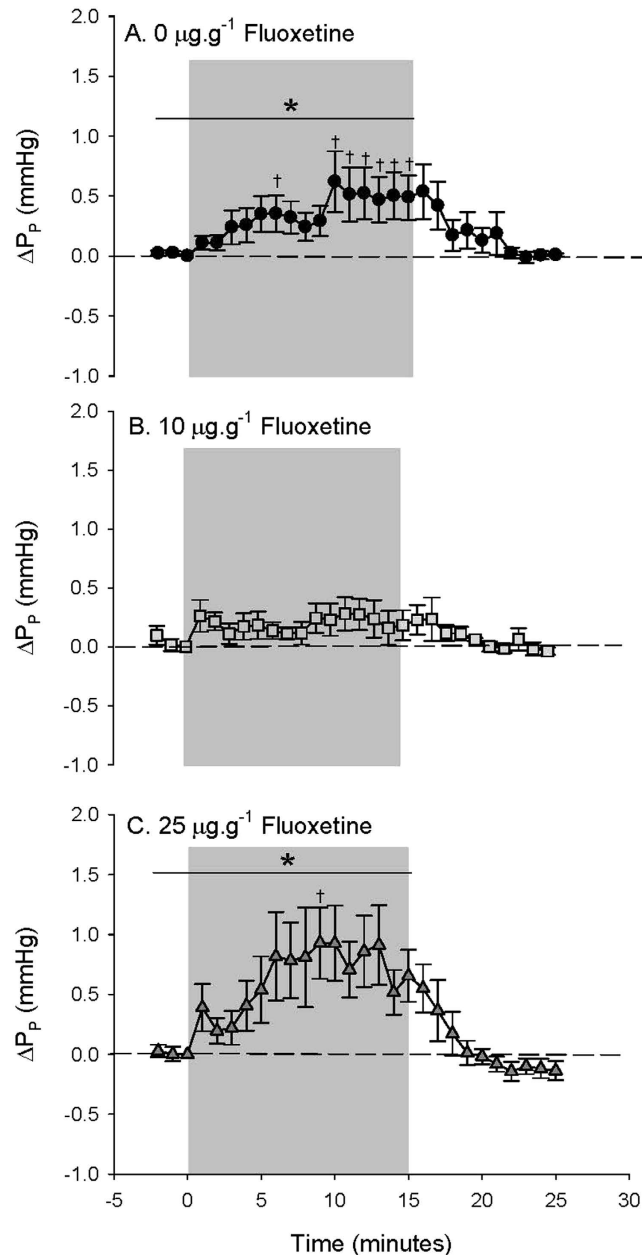 A. 0 µg.g⁻¹ Fluoxetine
2.0
1.5
*
1.0
† † † † † † †
0.5
0.0
-0.5
-1.0
ΔP_P (mmHg)
B. 10 µg.g⁻¹ Fluoxetine
2.0
1.5
1.0
0.5
0.0
-0.5
-1.0
ΔP_P (mmHg)
C. 25 µg.g⁻¹ Fluoxetine
2.0
1.5
*
†
1.0
0.5
0.0
-0.5
-1.0
ΔP_P (mmHg)
-5 0 5 10 15 20 25 30
Time (minutes)